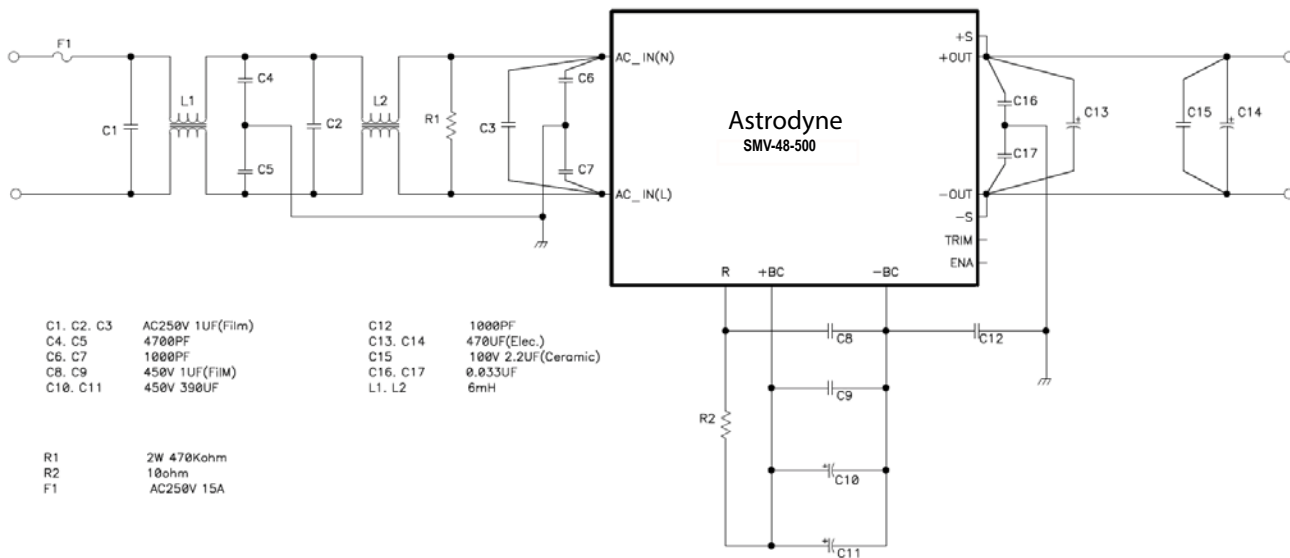 F1
C1
L1
C4
C5
C2
L2
R1
C3
C6
C7
AC_IN(N)
AC_IN(L)
Astrodyne
SMV-48-500
+S
+OUT
-OUT
-S
TRIM
ENA
R
+BC
-BC
C16
C17
C13
C15
C14
C8
C12
C9
R2
C10
C11
C1. C2. C3 AC250V 1UF(Film)
C4. C5 4700PF
C6. C7 1000PF
C8. C9 450V 1UF(FilM)
C10. C11 450V 390UF
C12 1000PF
C13. C14 470UF(Elec.)
C15 100V 2.2UF(Ceramic)
C16. C17 0.033UF
L1. L2 6mH
R1 2W 470Kohm
R2 10ohm
F1 AC250V 15A